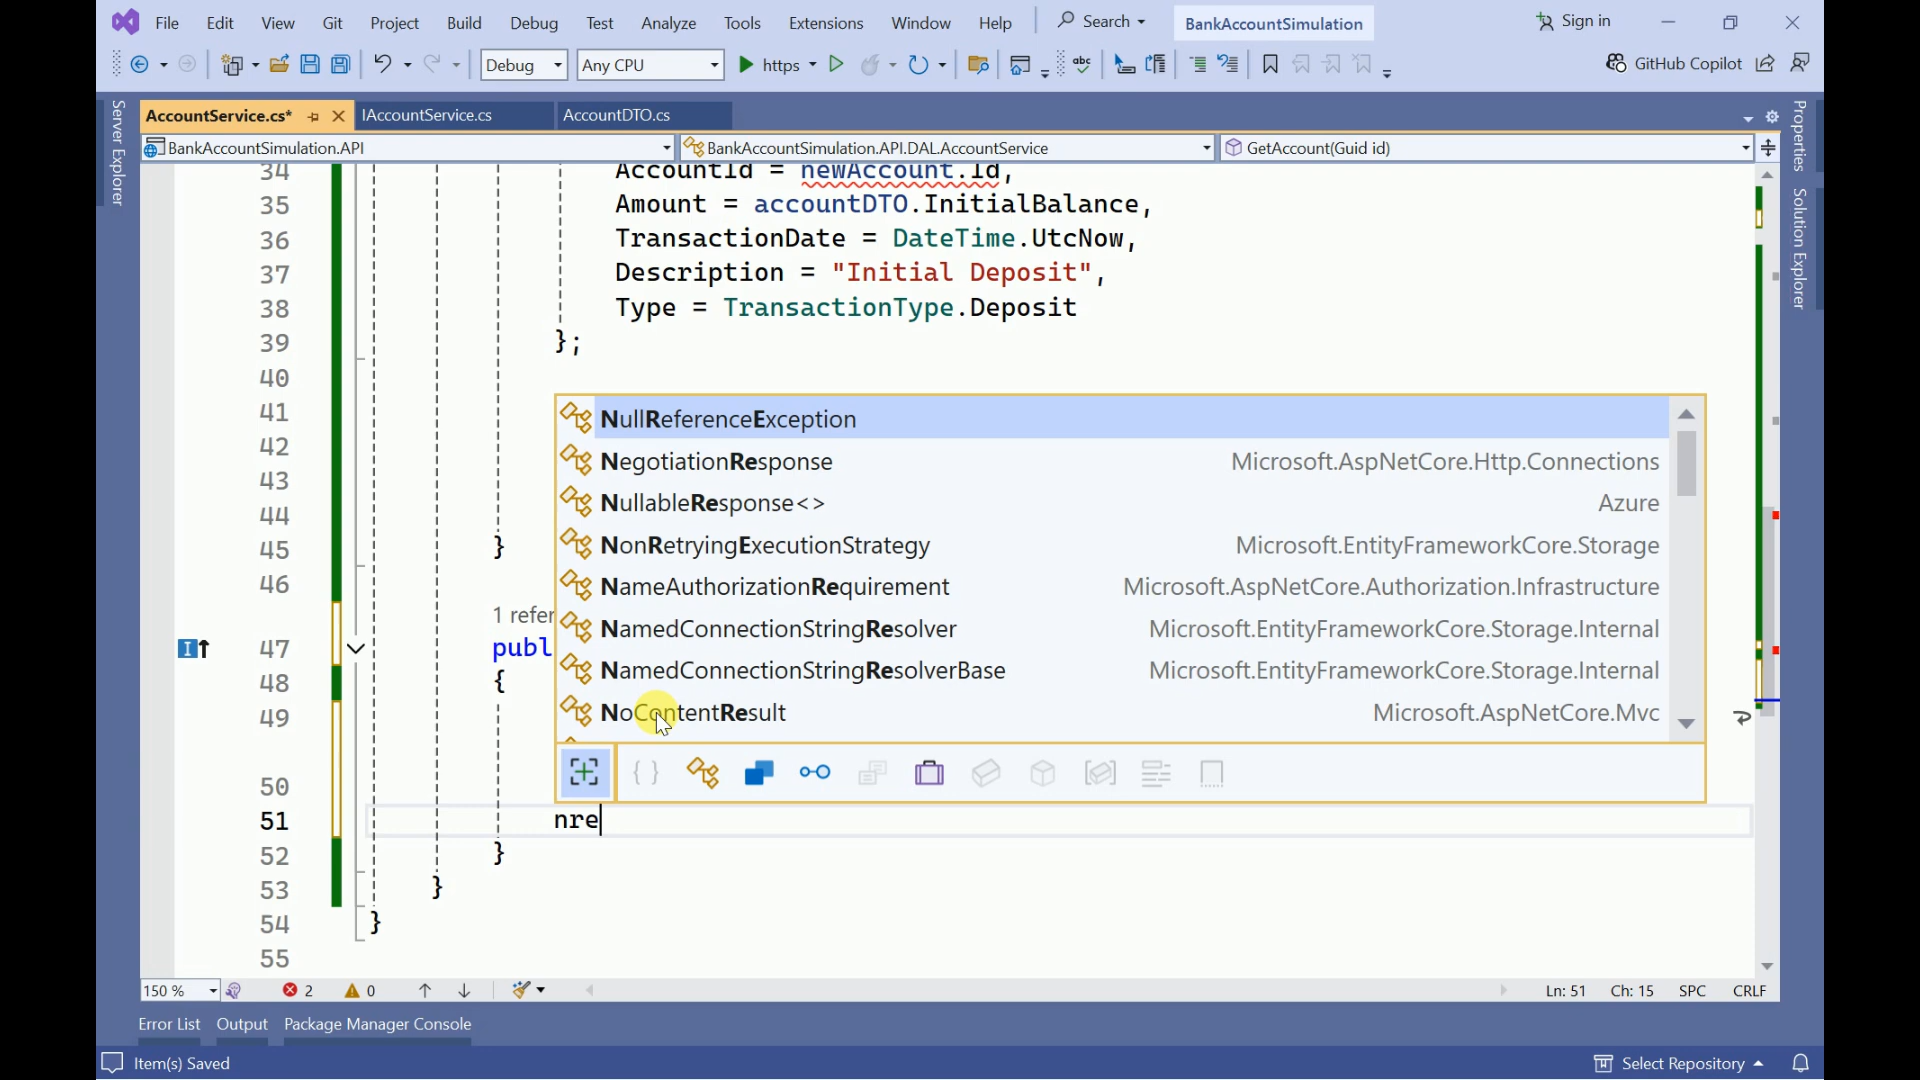 File Edit View Git Project Build Debug Test Analyze Tools Extensions Window Help Search BankAccountSimulation Sign in
Debug Any CPU https abc GitHub Copilot
Server Explorer
AccountService.cs* IAccountService.cs AccountDTO.cs
Properties
Solution Explorer
BankAccountSimulation.API BankAccountSimulation.API.DAL.AccountService GetAccount(Guid id)
34 AccountId = newAccount.Id,
35 Amount = accountDTO.InitialBalance,
36 TransactionDate = DateTime.UtcNow,
37 Description = "Initial Deposit",
38 Type = TransactionType.Deposit
39 };
40
41 NullReferenceException
42 NegotiationResponse Microsoft.AspNetCore.Http.Connections
43 NullableResponse<> Azure
44 NonRetryingExecutionStrategy Microsoft.EntityFrameworkCore.Storage
45 }
46 NameAuthorizationRequirement Microsoft.AspNetCore.Authorization.Infrastructure
1 refer NamedConnectionStringResolver Microsoft.EntityFrameworkCore.Storage.Internal
47 publ NamedConnectionStringResolverBase Microsoft.EntityFrameworkCore.Storage.Internal
48 {
49 NoContentResult Microsoft.AspNetCore.Mvc
50
51 nre
52 }
53 }
54 }
55
150 % 2 0 Ln: 51 Ch: 15 SPC CRLF
Error List Output Package Manager Console
Item(s) Saved Select Repository